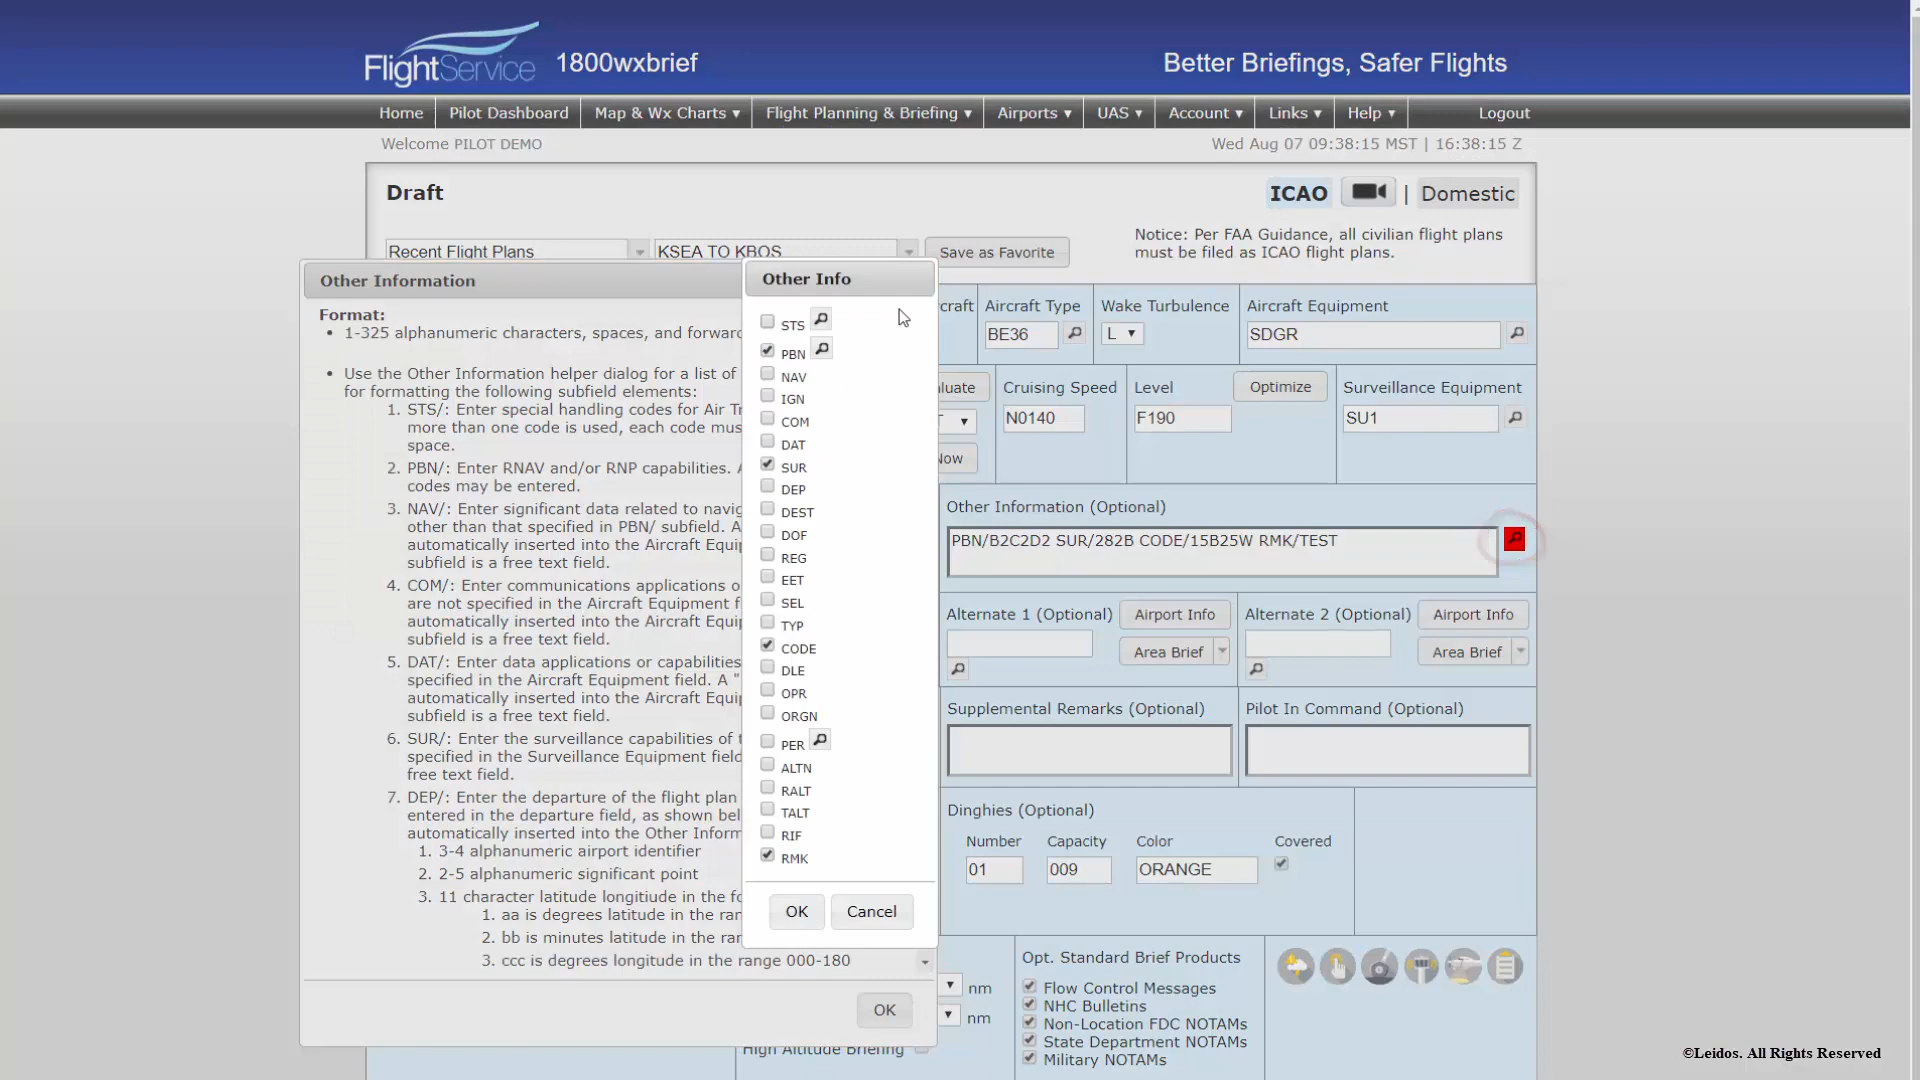 FlightService 1800wxbrief
Better Briefings, Safer Flights
Home Pilot Dashboard Map & Wx Charts ▾ Flight Planning & Briefing ▾ Airports ▾ UAS ▾ Account ▾ Links ▾ Help ▾ Logout
Welcome PILOT DEMO
Wed Aug 07 09:38:15 MST | 16:38:15 Z
Draft
ICAO | Domestic
Notice: Per FAA Guidance, all civilian flight plans
must be filed as ICAO flight plans.
Recent Flight Plans KSEA TO KBOS Save as Favorite
Other Information
Format:
• 1-325 alphanumeric characters, spaces, and forwar
• Use the Other Information helper dialog for a list of
for formatting the following subfield elements:
1. STS/: Enter special handling codes for Air Tr
more than one code is used, each code mus
space.
2. PBN/: Enter RNAV and/or RNP capabilities. A
codes may be entered.
3. NAV/: Enter significant data related to navig
other than that specified in PBN/ subfield. A
automatically inserted into the Aircraft Equip
subfield is a free text field.
4. COM/: Enter communications applications o
are not specified in the Aircraft Equipment f
automatically inserted into the Aircraft Equip
subfield is a free text field.
5. DAT/: Enter data applications or capabilities
specified in the Aircraft Equipment field. A "
automatically inserted into the Aircraft Equip
subfield is a free text field.
6. SUR/: Enter the surveillance capabilities of t
specified in the Surveillance Equipment field
free text field.
7. DEP/: Enter the departure of the flight plan
entered in the departure field, as shown bel
automatically inserted into the Other Inform
1. 3-4 alphanumeric airport identifier
2. 2-5 alphanumeric significant point
3. 11 character latitude longitiude in the fo
1. aa is degrees latitude in the ran
2. bb is minutes latitude in the ran
3. ccc is degrees longitude in the range 000-180
OK
Other Info
STS
PBN
NAV
IGN
COM
DAT
SUR
DEP
DEST
DOF
REG
EET
SEL
TYP
CODE
DLE
OPR
ORGN
PER
ALTN
RALT
TALT
RIF
RMK
OK Cancel
craft Aircraft Type Wake Turbulence Aircraft Equipment
BE36 L ▾ SDGR
luate Cruising Speed Level Optimize Surveillance Equipment
T ▾ N0140 F190 SU1
Now
Other Information (Optional)
PBN/B2C2D2 SUR/282B CODE/15B25W RMK/TEST
Alternate 1 (Optional) Airport Info Alternate 2 (Optional) Airport Info
Area Brief Area Brief
Supplemental Remarks (Optional) Pilot In Command (Optional)
Dinghies (Optional)
Number Capacity Color Covered
01 009 ORANGE
nm
nm
High Altitude Briefing
Opt. Standard Brief Products
Flow Control Messages
NHC Bulletins
Non-Location FDC NOTAMs
State Department NOTAMs
Military NOTAMs
©Leidos. All Rights Reserved